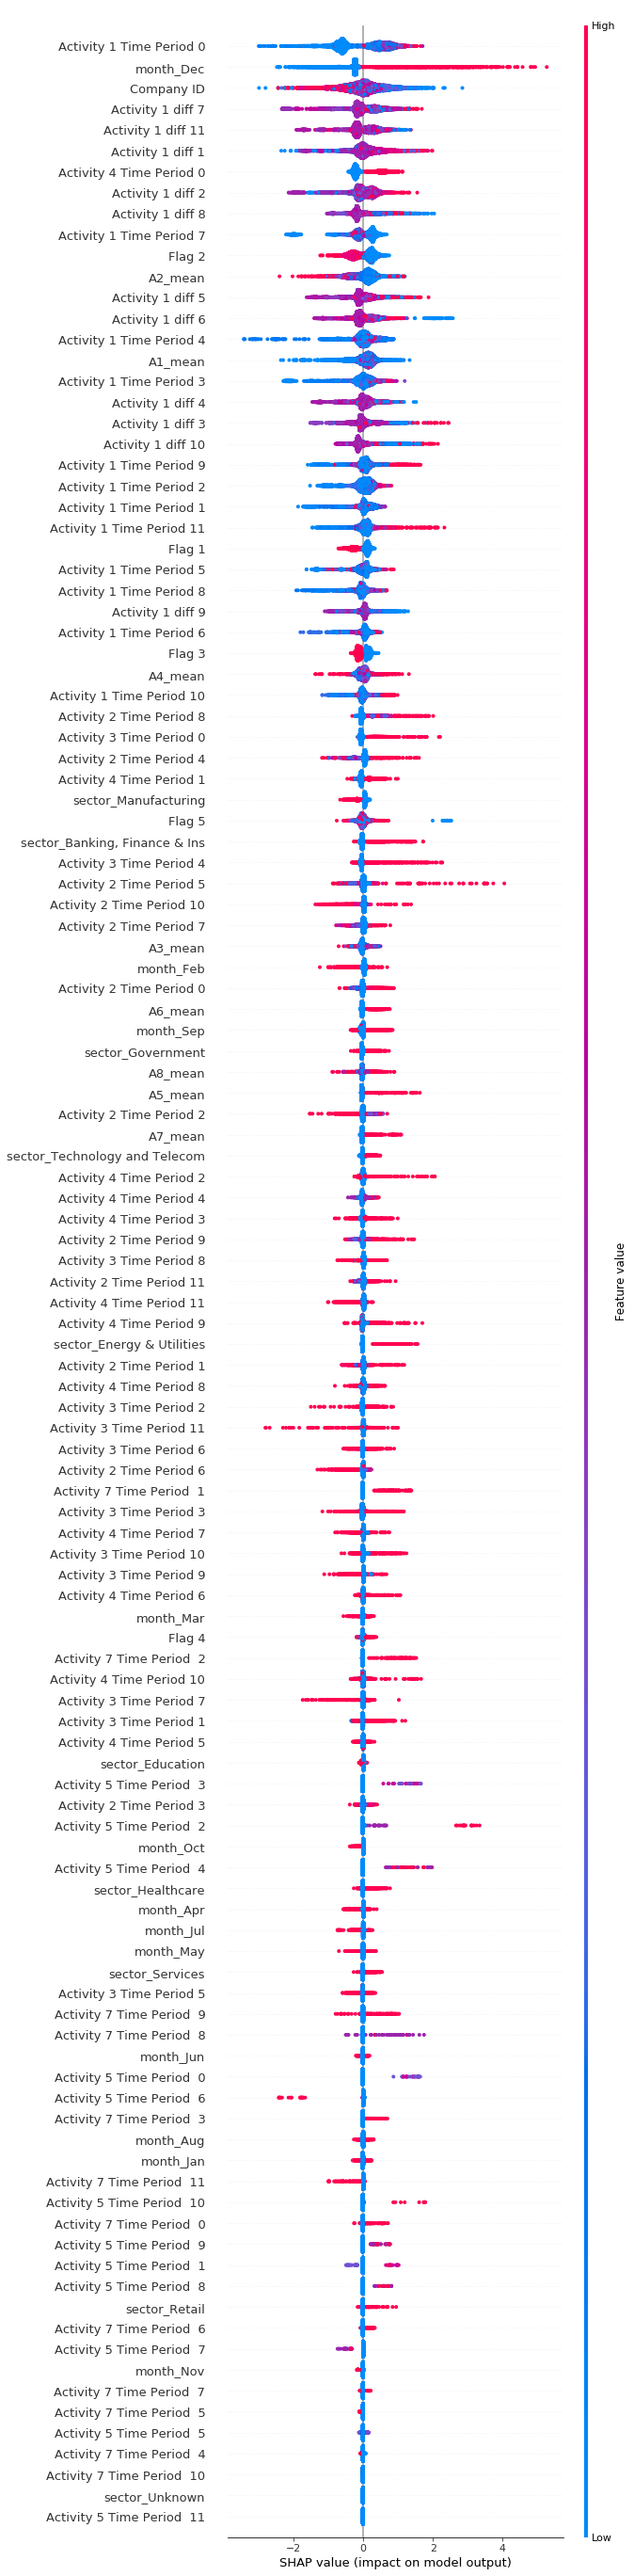 High
Activity 1 Time Period 0
month_Dec
Company ID
Activity 1 diff 7
Activity 1 diff 11
Activity 1 diff 1
Activity 4 Time Period 0
Activity 1 diff 2
Activity 1 diff 8
Activity 1 Time Period 7
Flag 2
A2_mean
Activity 1 diff 5
Activity 1 diff 6
Activity 1 Time Period 4
A1_mean
Activity 1 Time Period 3
Activity 1 diff 4
Activity 1 diff 3
Activity 1 diff 10
Activity 1 Time Period 9
Activity 1 Time Period 2
Activity 1 Time Period 1
Activity 1 Time Period 11
Flag 1
Activity 1 Time Period 5
Activity 1 Time Period 8
Activity 1 diff 9
Activity 1 Time Period 6
Flag 3
A4_mean
Activity 1 Time Period 10
Activity 2 Time Period 8
Activity 3 Time Period 0
Activity 2 Time Period 4
Activity 4 Time Period 1
sector_Manufacturing
Flag 5
sector_Banking, Finance & Ins
Activity 3 Time Period 4
Activity 2 Time Period 5
Activity 2 Time Period 10
Activity 2 Time Period 7
A3_mean
month_Feb
Activity 2 Time Period 0
A6_mean
month_Sep
sector_Government
A8_mean
A5_mean
Activity 2 Time Period 2
A7_mean
sector_Technology and Telecom
Activity 4 Time Period 2
Activity 4 Time Period 4
Activity 4 Time Period 3
Activity 2 Time Period 9
Activity 3 Time Period 8
Activity 2 Time Period 11
Activity 4 Time Period 11
Activity 4 Time Period 9
sector_Energy & Utilities
Activity 2 Time Period 1
Activity 4 Time Period 8
Activity 3 Time Period 2
Activity 3 Time Period 11
Activity 3 Time Period 6
Activity 2 Time Period 6
Activity 7 Time Period  1
Activity 3 Time Period 3
Activity 4 Time Period 7
Activity 3 Time Period 10
Activity 3 Time Period 9
Activity 4 Time Period 6
month_Mar
Flag 4
Activity 7 Time Period  2
Activity 4 Time Period 10
Activity 3 Time Period 7
Activity 3 Time Period 1
Activity 4 Time Period 5
sector_Education
Activity 5 Time Period  3
Activity 2 Time Period 3
Activity 5 Time Period  2
month_Oct
Activity 5 Time Period  4
sector_Healthcare
month_Apr
month_Jul
month_May
sector_Services
Activity 3 Time Period 5
Activity 7 Time Period  9
Activity 7 Time Period  8
month_Jun
Activity 5 Time Period  0
Activity 5 Time Period  6
Activity 7 Time Period  3
month_Aug
month_Jan
Activity 7 Time Period  11
Activity 5 Time Period  10
Activity 7 Time Period  0
Activity 5 Time Period  9
Activity 5 Time Period  1
Activity 5 Time Period  8
sector_Retail
Activity 7 Time Period  6
Activity 5 Time Period  7
month_Nov
Activity 7 Time Period  7
Activity 7 Time Period  5
Activity 5 Time Period  5
Activity 7 Time Period  4
Activity 7 Time Period  10
sector_Unknown
Activity 5 Time Period  11
Feature value
Low
−2 0 2 4
SHAP value (impact on model output)